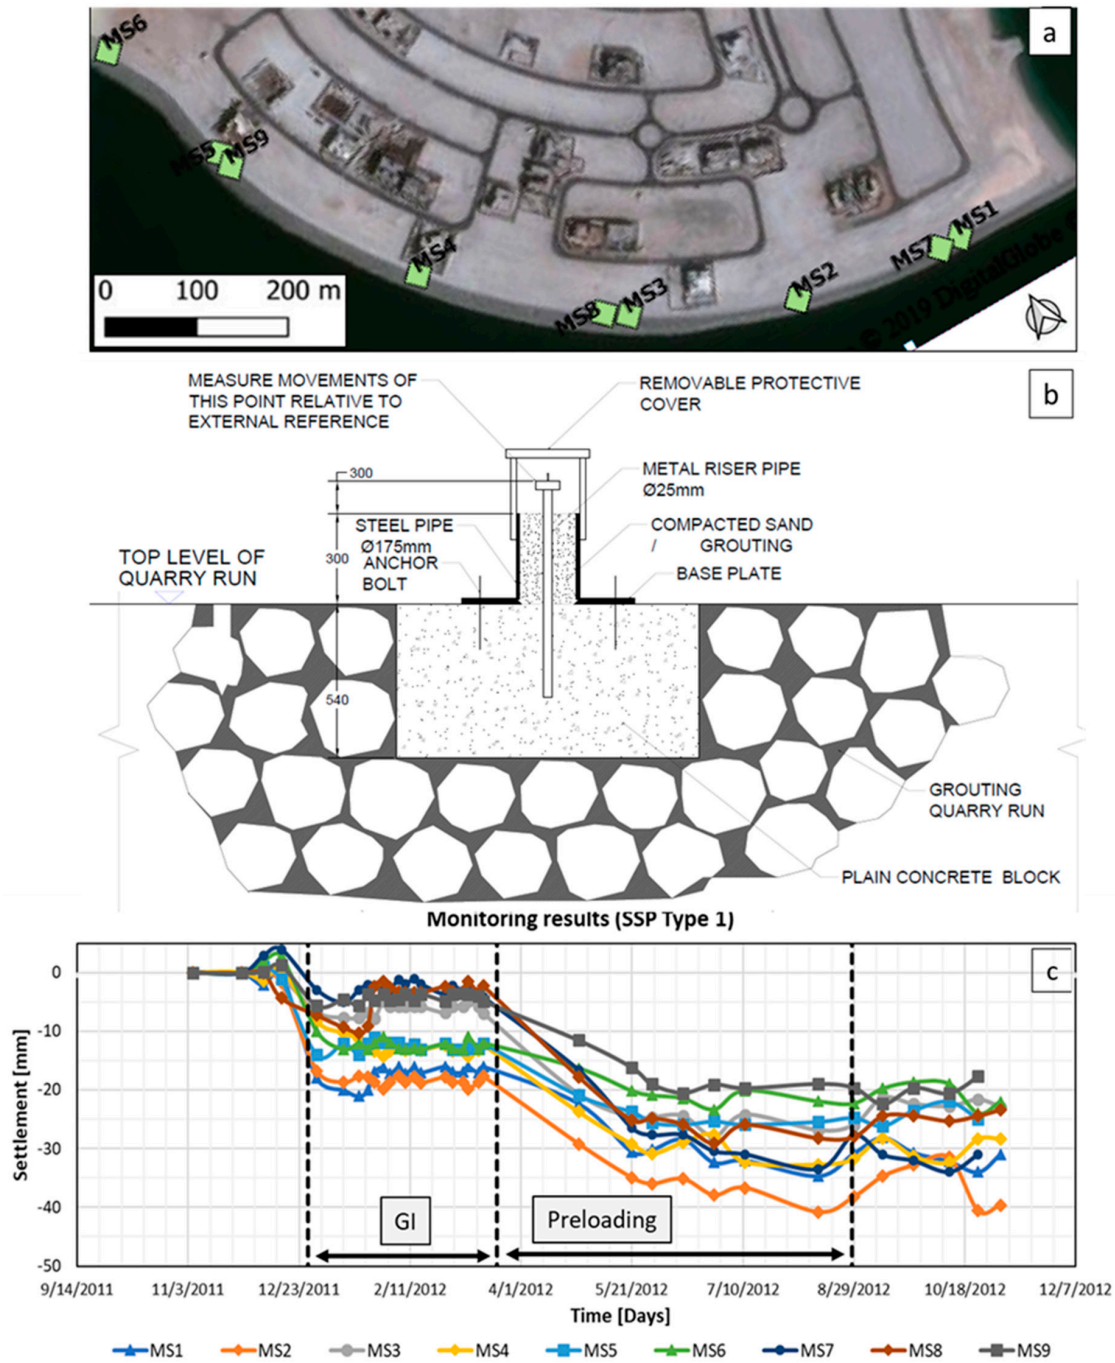 a
MS6
MS5
MS9
MS4
MS8
MS3
MS2
MS7
MS1
0 100 200 m
© 2019 DigitalGlobe
b
MEASURE MOVEMENTS OF
THIS POINT RELATIVE TO
EXTERNAL REFERENCE
REMOVABLE PROTECTIVE
COVER
300
METAL RISER PIPE
Ø25mm
STEEL PIPE
Ø175mm
ANCHOR
BOLT
300
COMPACTED SAND
/ GROUTING
BASE PLATE
TOP LEVEL OF
QUARRY RUN
540
GROUTING
QUARRY RUN
PLAIN CONCRETE BLOCK
Monitoring results (SSP Type 1)
c
Settlement [mm]
0
-10
-20
-30
-40
-50
GI
Preloading
9/14/2011 11/3/2011 12/23/2011 2/11/2012 4/1/2012 5/21/2012 7/10/2012 8/29/2012 10/18/2012 12/7/2012
Time [Days]
MS1 MS2 MS3 MS4 MS5 MS6 MS7 MS8 MS9